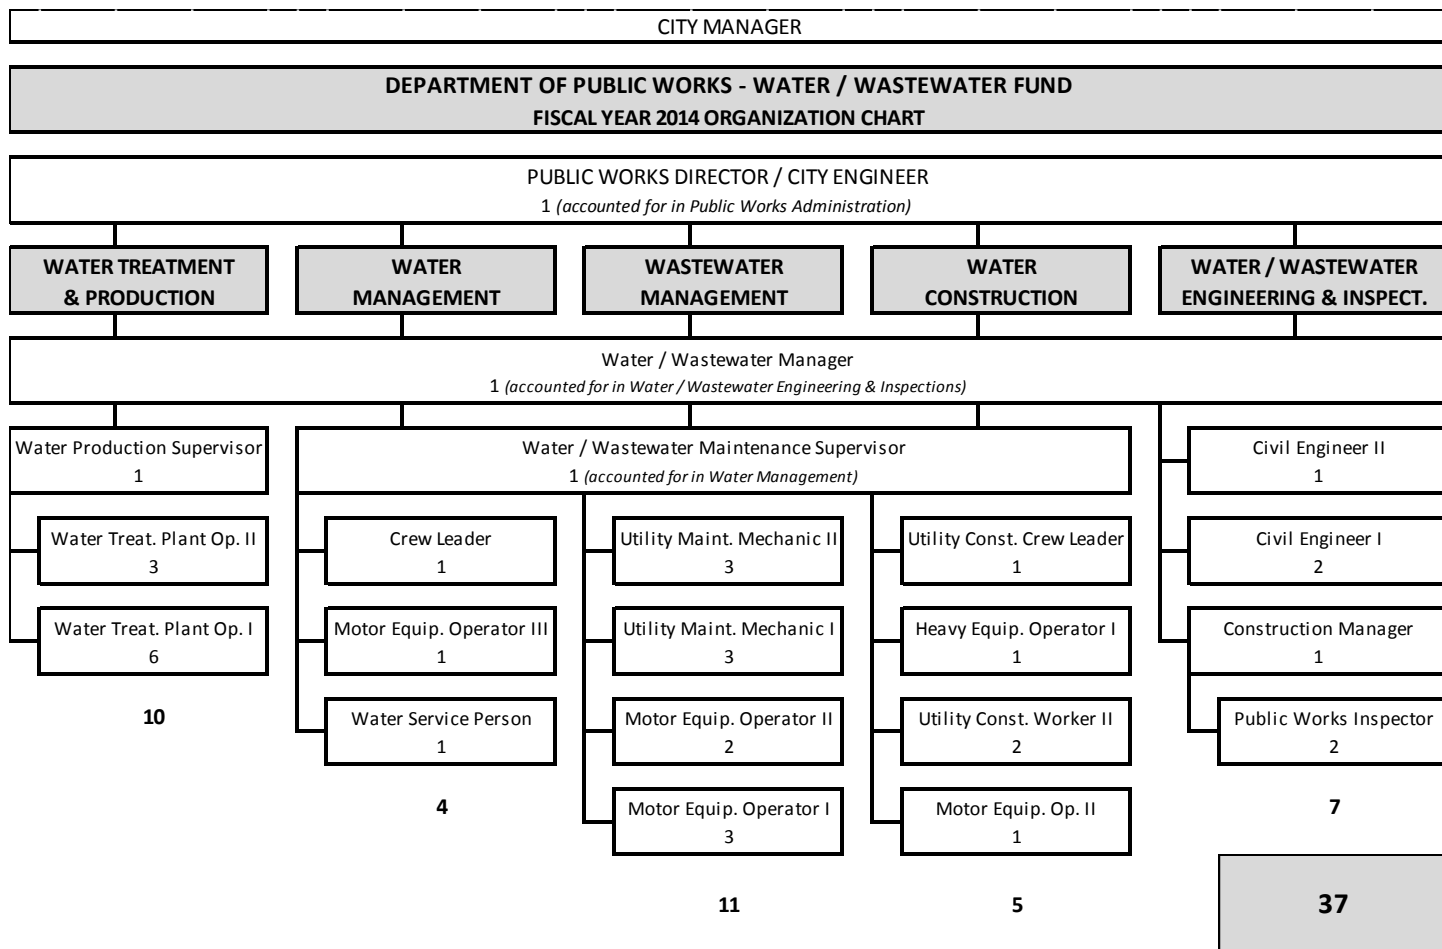 CITY MANAGER
DEPARTMENT OF PUBLIC WORKS - WATER / WASTEWATER FUND
FISCAL YEAR 2014 ORGANIZATION CHART
PUBLIC WORKS DIRECTOR / CITY ENGINEER
1 (accounted for in Public Works Administration)
WATER TREATMENT
& PRODUCTION
WATER
MANAGEMENT
WASTEWATER
MANAGEMENT
WATER
CONSTRUCTION
WATER / WASTEWATER
ENGINEERING & INSPECT.
Water / Wastewater Manager
1 (accounted for in Water / Wastewater Engineering & Inspections)
Water Production Supervisor
1
Water Treat. Plant Op. II
3
Water Treat. Plant Op. I
6
10
Water / Wastewater Maintenance Supervisor
1 (accounted for in Water Management)
Crew Leader
1
Motor Equip. Operator III
1
Water Service Person
1
4
Utility Maint. Mechanic II
3
Utility Maint. Mechanic I
3
Motor Equip. Operator II
2
Motor Equip. Operator I
3
11
Utility Const. Crew Leader
1
Heavy Equip. Operator I
1
Utility Const. Worker II
2
Motor Equip. Op. II
1
5
Civil Engineer II
1
Civil Engineer I
2
Construction Manager
1
Public Works Inspector
2
7
37